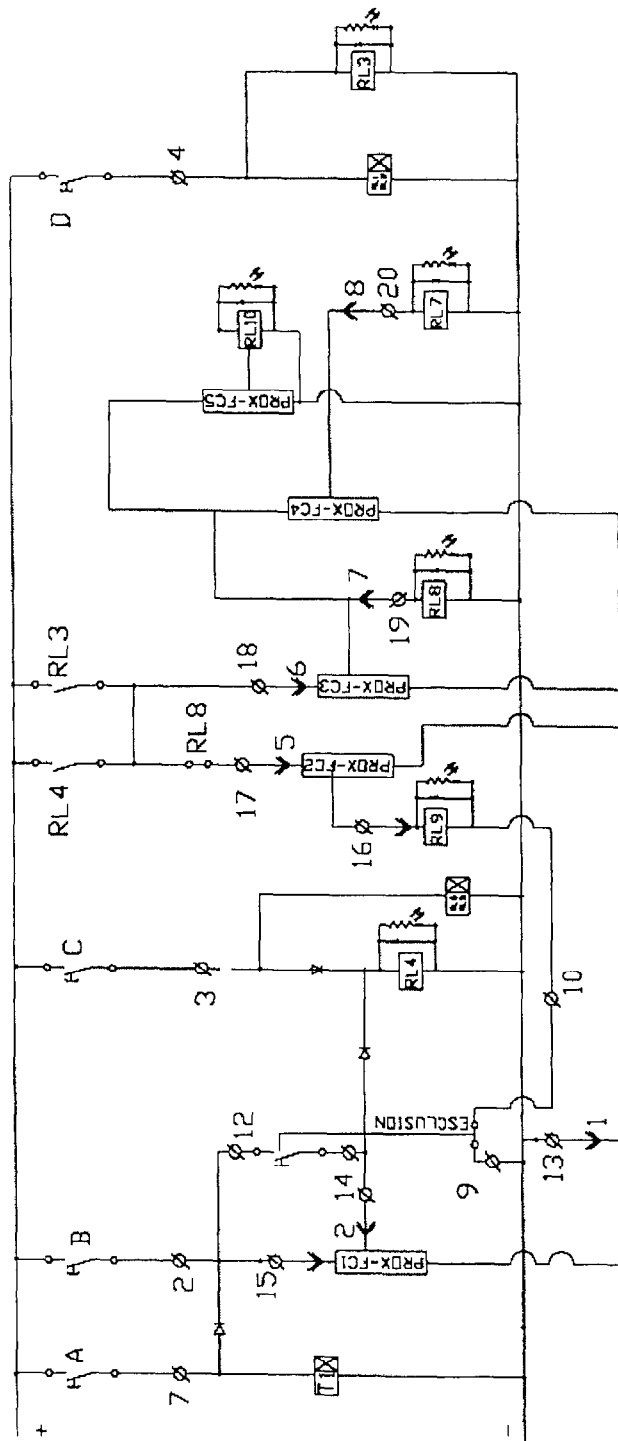 +
−
A
7
T1
B
2
15
PROX-FC1
2
14
12
ESCLUSION
9
13
1
10
C
3
RL4
RL9
16
RL4
RL8
17
5
PROX-FC2
RL3
18
6
PROX-FC3
7
19
RL8
PROX-FC4
PROX-FC5
RL10
8
20
RL7
D
4
RL3